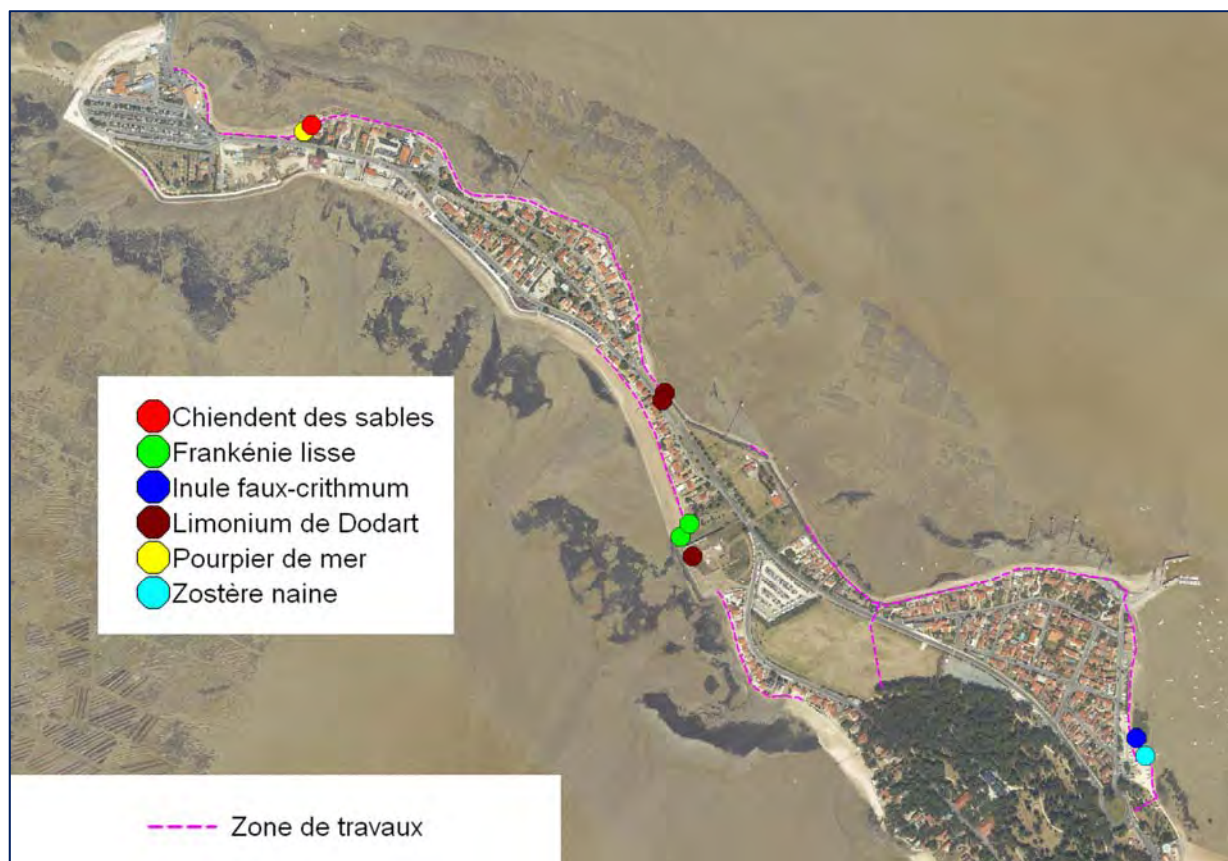 Chiendent des sables
Frankénie lisse
Inule faux-crithmum
Limonium de Dodart
Pourpier de mer
Zostère naine
Zone de travaux